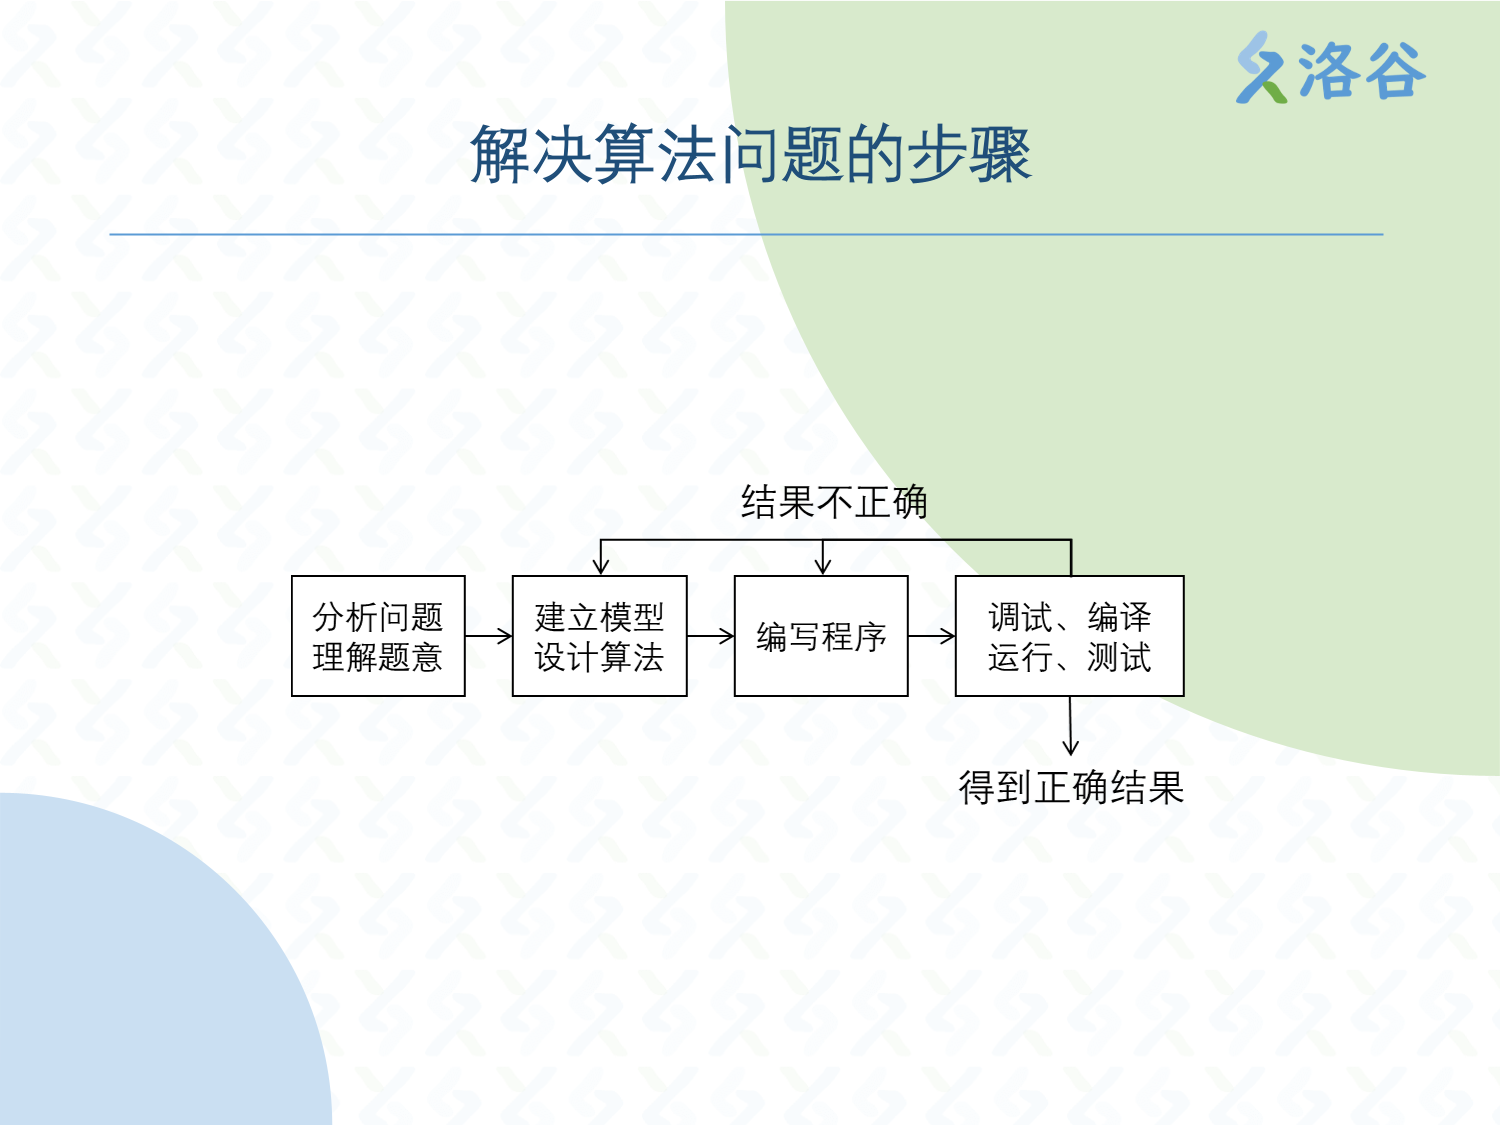 洛谷
解决算法问题的步骤
结果不正确
分析问题
理解题意
建立模型
设计算法
编写程序
调试、编译
运行、测试
得到正确结果